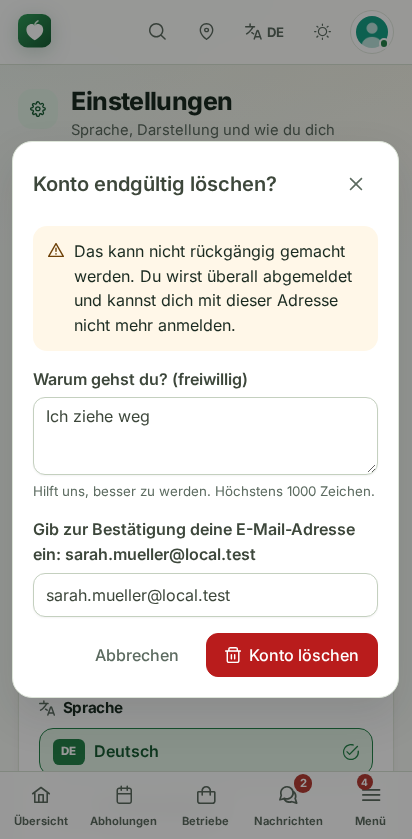 DE
Einstellungen
Sprache, Darstellung und wie du dich
Konto endgültig löschen?
Das kann nicht rückgängig gemacht
werden. Du wirst überall abgemeldet
und kannst dich mit dieser Adresse
nicht mehr anmelden.
Warum gehst du? (freiwillig)
Ich ziehe weg
Hilft uns, besser zu werden. Höchstens 1000 Zeichen.
Gib zur Bestätigung deine E-Mail-Adresse
ein: sarah.mueller@local.test
sarah.mueller@local.test
Abbrechen
Konto löschen
Sprache
DE Deutsch
2
4
Übersicht
Abholungen
Betriebe
Nachrichten
Menü